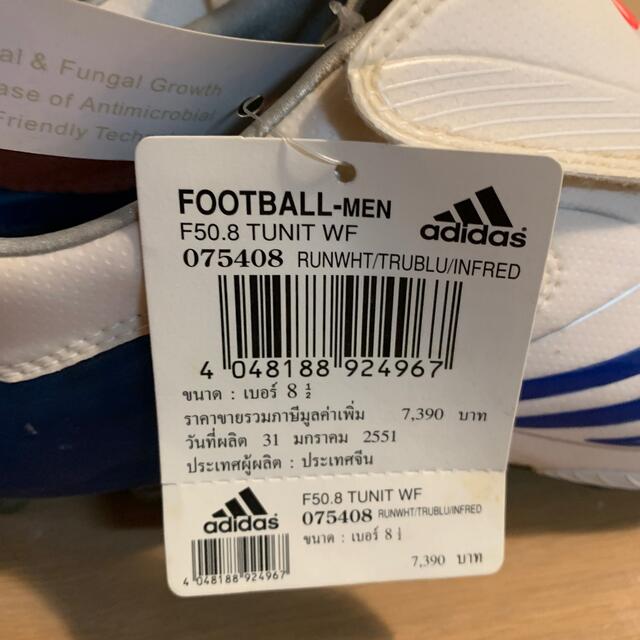 al & Fungal Growth
ase of Antimicrobial
Friendly
FOOTBALL-MEN
adidas
F50.8 TUNIT WF
075408 RUNWHT/TRUBLU/INFRED
4 048188 924967
ขนาด : เบอร์ 8 ½
ราคาขายรวมภาษีมูลค่าเพิ่ม 7,390 บาท
วันที่ผลิต 31 มกราคม 2551
ประเทศผู้ผลิต : ประเทศจีน
adidas
F50.8 TUNIT WF
075408 RUNWHT/TRUBLU/INFRED
ขนาด : เบอร์ 8 ½
4 048188 924967
7,390 บาท